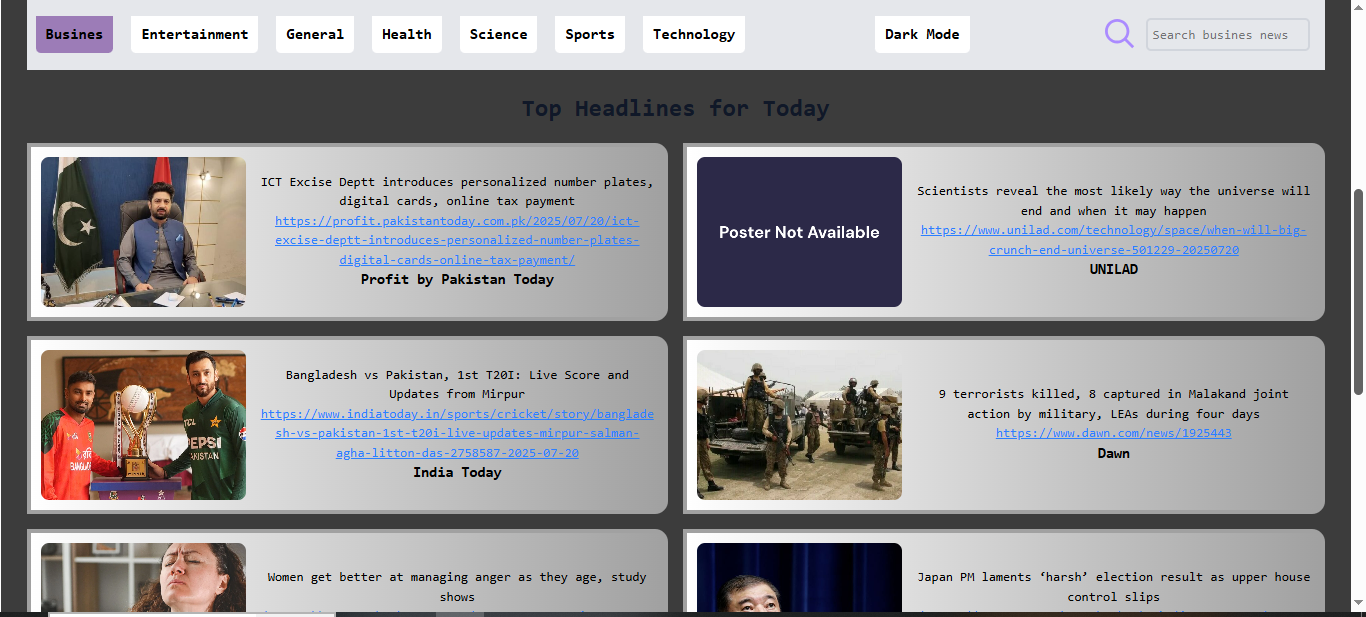 Busines
Entertainment
General
Health
Science
Sports
Technology
Dark Mode
Search busines news
Top Headlines for Today
ICT Excise Deptt introduces personalized number plates,
digital cards, online tax payment
https://profit.pakistantoday.com.pk/2025/07/20/ict-
excise-deptt-introduces-personalized-number-plates-
digital-cards-online-tax-payment/
Profit by Pakistan Today
Poster Not Available
Scientists reveal the most likely way the universe will
end and when it may happen
https://www.unilad.com/technology/space/when-will-big-
crunch-end-universe-501229-20250720
UNILAD
PEPSI
PAKISTAN
Bangladesh vs Pakistan, 1st T20I: Live Score and
Updates from Mirpur
https://www.indiatoday.in/sports/cricket/story/banglade
sh-vs-pakistan-1st-t20i-live-updates-mirpur-salman-
agha-litton-das-2758587-2025-07-20
India Today
9 terrorists killed, 8 captured in Malakand joint
action by military, LEAs during four days
https://www.dawn.com/news/1925443
Dawn
Women get better at managing anger as they age, study
shows
Japan PM laments ‘harsh’ election result as upper house
control slips